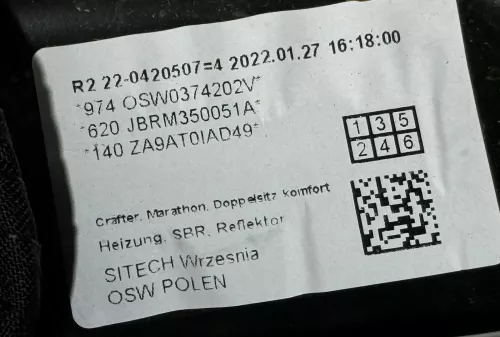 R2 22-0420507=4 2022.01.27 16:18:00
*974 OSW0374202V*
*620 JBRM350051A*
*140 ZA9AT0IAD49*
1 3 5
2 4 6
Crafter, Marathon, Doppelsitz komfort
Heizung, SBR, Reflektor
SITECH Wrzesnia
OSW POLEN